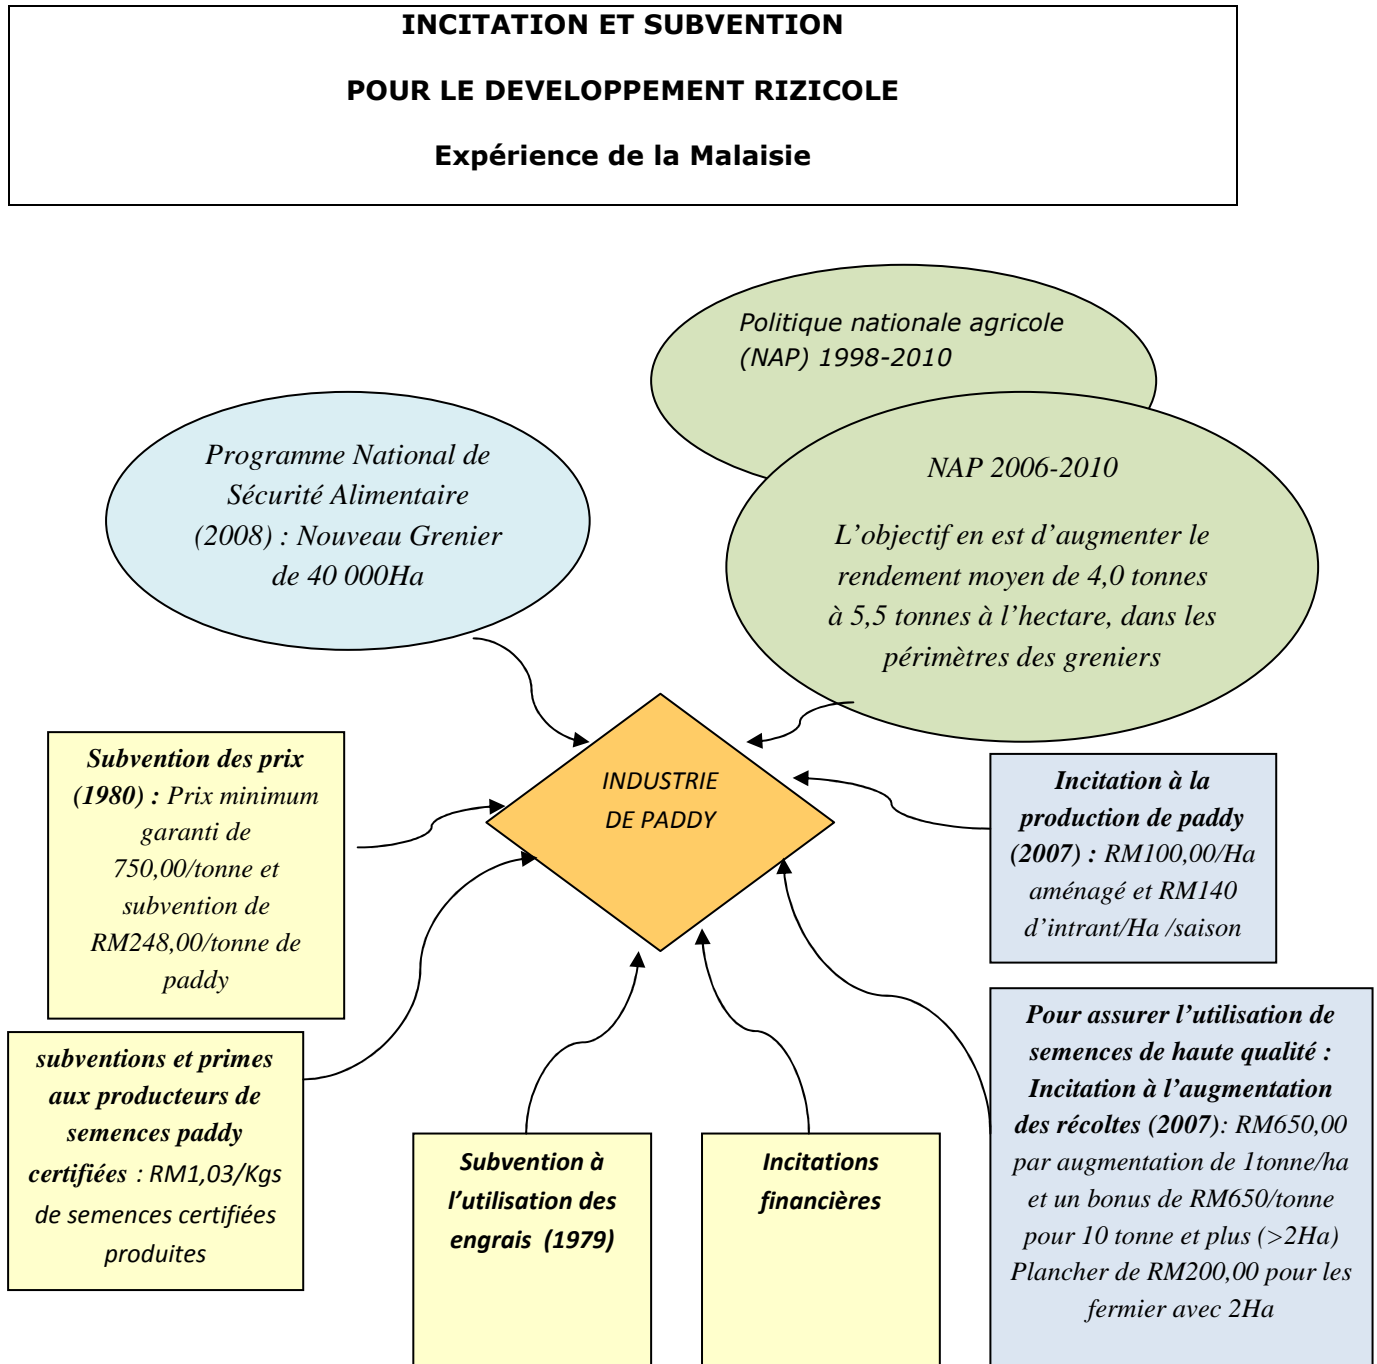 INCITATION ET SUBVENTION
POUR LE DEVELOPPEMENT RIZICOLE
Expérience de la Malaisie
Politique nationale agricole
(NAP) 1998-2010
Programme National de
Sécurité Alimentaire
(2008) : Nouveau Grenier
de 40 000Ha
NAP 2006-2010
L’objectif en est d’augmenter le
rendement moyen de 4,0 tonnes
à 5,5 tonnes à l’hectare, dans les
périmètres des greniers
Subvention des prix
(1980) : Prix minimum
garanti de
750,00/tonne et
subvention de
RM248,00/tonne de
paddy
INDUSTRIE
DE PADDY
Incitation à la
production de paddy
(2007) : RM100,00/Ha
aménagé et RM140
d’intrant/Ha /saison
subventions et primes
aux producteurs de
semences paddy
certifiées : RM1,03/Kgs
de semences certifiées
produites
Subvention à
l’utilisation des
engrais (1979)
Incitations
financières
Pour assurer l’utilisation de
semences de haute qualité :
Incitation à l’augmentation
des récoltes (2007): RM650,00
par augmentation de 1tonne/ha
et un bonus de RM650/tonne
pour 10 tonne et plus (>2Ha)
Plancher de RM200,00 pour les
fermier avec 2Ha